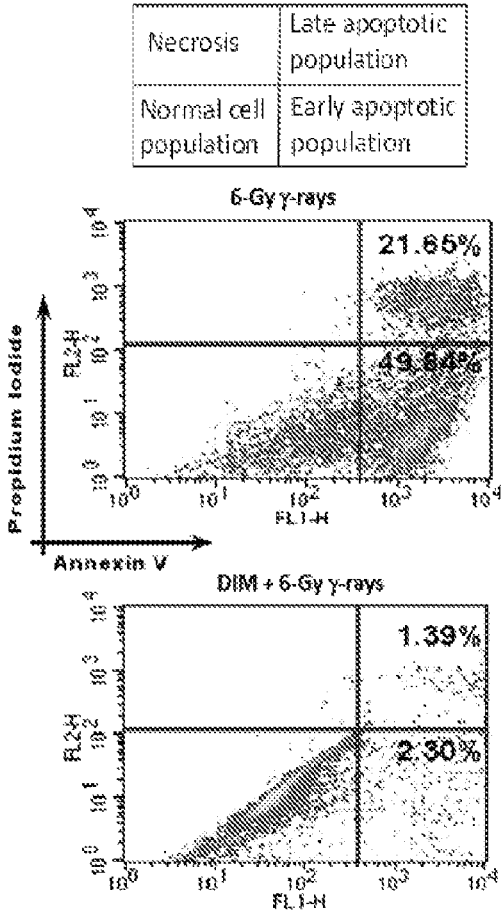 Necrosis
Late apoptotic
population
Normal cell
population
Early apoptotic
population
6-Gy γ-rays
10^4
10^3
10^2
10^1
10^0
FL2-H
21.65%
49.84%
10^0 10^1 10^2 10^3 10^4
FL1-H
Propidium Iodide
Annexin V
DIM + 6-Gy γ-rays
10^4
10^3
10^2
10^1
10^0
FL2-H
1.39%
2.30%
10^0 10^1 10^2 10^3 10^4
FL1-H